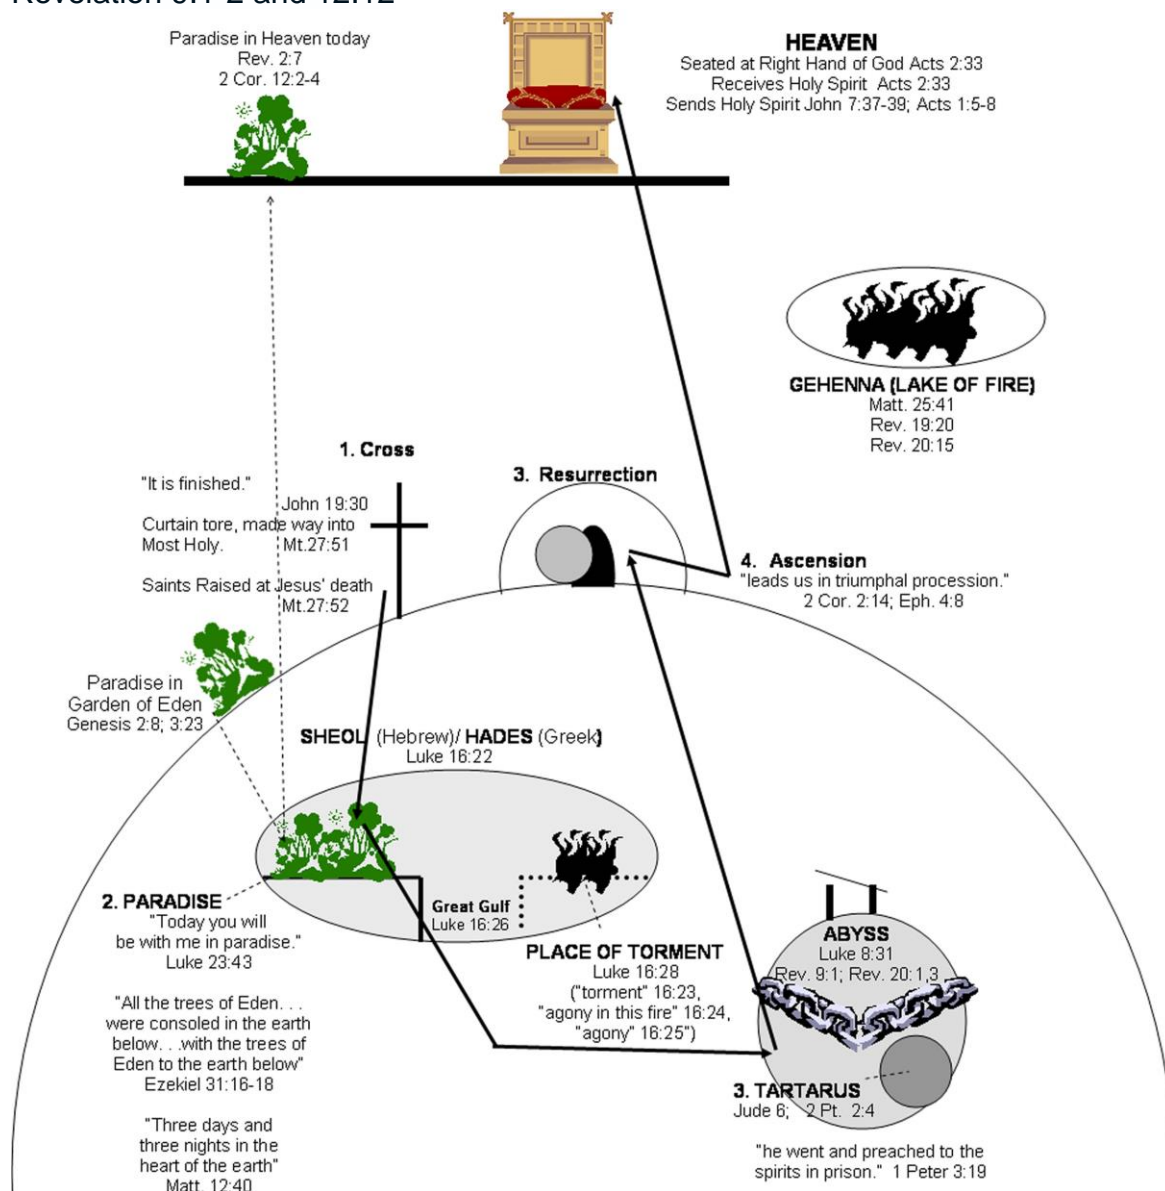 Revelation 9:1-2 and 12:12
Paradise in Heaven today
Rev. 2:7
2 Cor. 12:2-4
HEAVEN
Seated at Right Hand of God Acts 2:33
Receives Holy Spirit Acts 2:33
Sends Holy Spirit John 7:37-39; Acts 1:5-8
GEHENNA (LAKE OF FIRE)
Matt. 25:41
Rev. 19:20
Rev. 20:15
1. Cross
"It is finished."
John 19:30
Curtain tore, made way into
Most Holy. Mt.27:51
Saints Raised at Jesus' death
Mt.27:52
3. Resurrection
4. Ascension
"leads us in triumphal procession."
2 Cor. 2:14; Eph. 4:8
Paradise in
Garden of Eden
Genesis 2:8; 3:23
SHEOL (Hebrew)/ HADES (Greek)
Luke 16:22
Great Gulf
Luke 16:26
2. PARADISE
"Today you will
be with me in paradise."
Luke 23:43
"All the trees of Eden. . .
were consoled in the earth
below. . .with the trees of
Eden to the earth below"
Ezekiel 31:16-18
"Three days and
three nights in the
heart of the earth"
Matt. 12:40
PLACE OF TORMENT
Luke 16:28
("torment" 16:23,
"agony in this fire" 16:24,
"agony" 16:25")
ABYSS
Luke 8:31
Rev. 9:1; Rev. 20:1,3
3. TARTARUS
Jude 6; 2 Pt. 2:4
"he went and preached to the
spirits in prison." 1 Peter 3:19